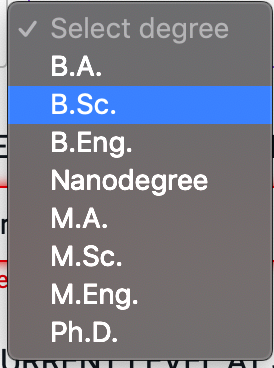 ✓ Select degree
B.A.
B.Sc.
B.Eng.
Nanodegree
M.A.
M.Sc.
M.Eng.
Ph.D.